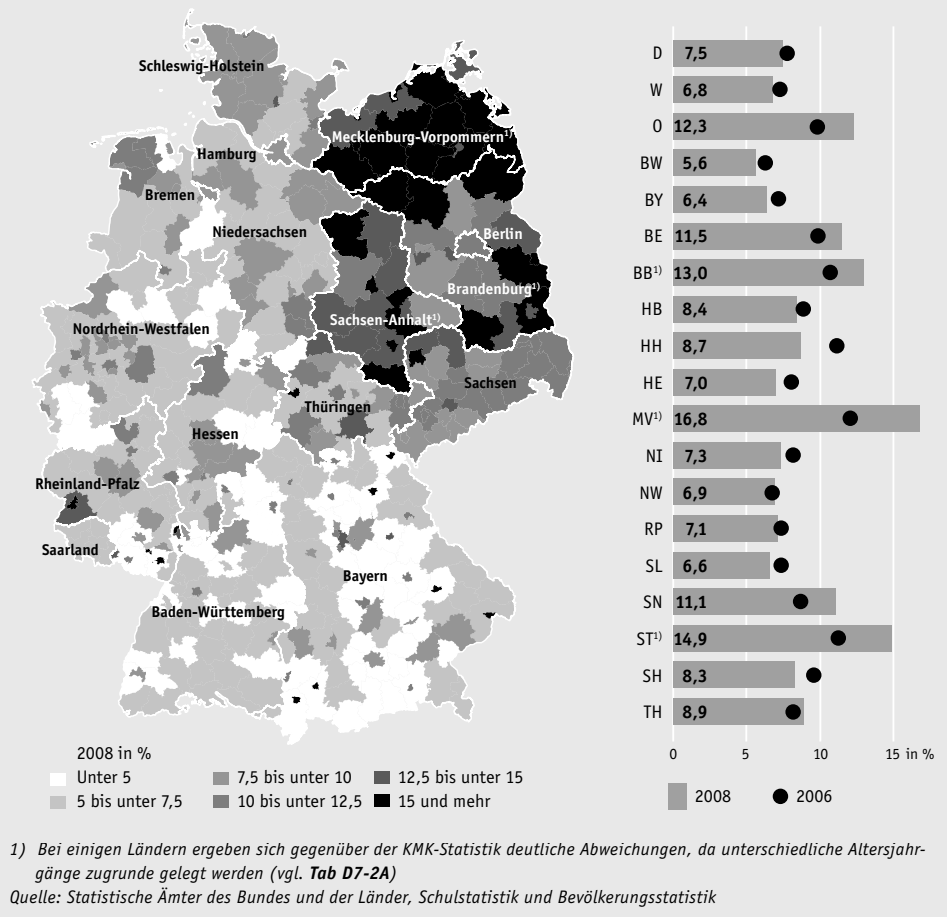 Schleswig-Holstein
Mecklenburg-Vorpommern1)
Hamburg
Bremen
Niedersachsen
Berlin
Brandenburg1)
Sachsen-Anhalt1)
Nordrhein-Westfalen
Sachsen
Thüringen
Hessen
Rheinland-Pfalz
Saarland
Bayern
Baden-Württemberg
2008 in %
Unter 5
5 bis unter 7,5
7,5 bis unter 10
10 bis unter 12,5
12,5 bis unter 15
15 und mehr
D 7,5
W 6,8
O 12,3
BW 5,6
BY 6,4
BE 11,5
BB1) 13,0
HB 8,4
HH 8,7
HE 7,0
MV1) 16,8
NI 7,3
NW 6,9
RP 7,1
SL 6,6
SN 11,1
ST1) 14,9
SH 8,3
TH 8,9
0 5 10 15 in %
2008 2006
1) Bei einigen Ländern ergeben sich gegenüber der KMK-Statistik deutliche Abweichungen, da unterschiedliche Altersjahr-
gänge zugrunde gelegt werden (vgl. Tab D7-2A)
Quelle: Statistische Ämter des Bundes und der Länder, Schulstatistik und Bevölkerungsstatistik